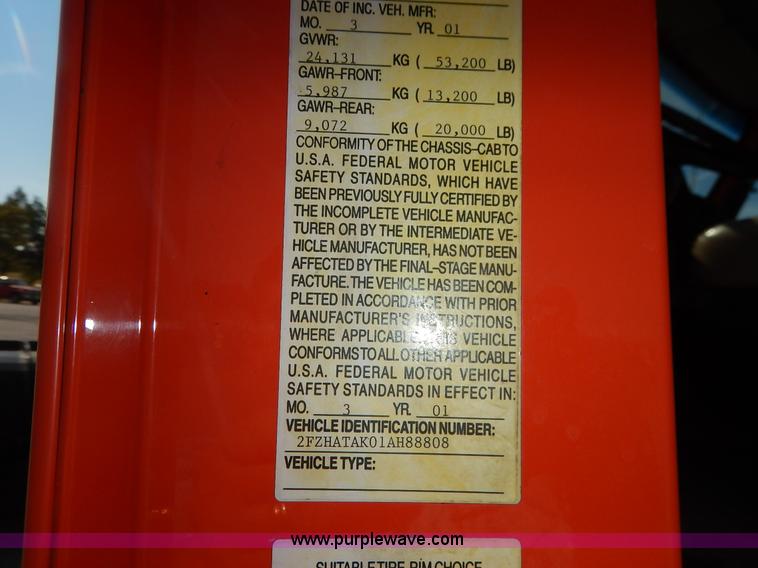 DATE OF INC. VEH. MFR:
MO. 3 YR. 01
GVWR:
24,131 KG ( 53,200 LB)
GAWR-FRONT:
5,987 KG ( 13,200 LB)
GAWR-REAR:
9,072 KG ( 20,000 LB)
CONFORMITY OF THE CHASSIS-CAB TO
U.S.A. FEDERAL MOTOR VEHICLE
SAFETY STANDARDS, WHICH HAVE
BEEN PREVIOUSLY FULLY CERTIFIED BY
THE INCOMPLETE VEHICLE MANUFAC-
TURER OR BY THE INTERMEDIATE VE-
HICLE MANUFACTURER, HAS NOT BEEN
AFFECTED BY THE FINAL-STAGE MANU-
FACTURE. THE VEHICLE HAS BEEN COM-
PLETED IN ACCORDANCE WITH PRIOR
MANUFACTURER'S INSTRUCTIONS,
WHERE APPLICABLE. THIS VEHICLE
CONFORMS TO ALL OTHER APPLICABLE
U.S.A. FEDERAL MOTOR VEHICLE
SAFETY STANDARDS IN EFFECT IN:
MO. 3 YR. 01
VEHICLE IDENTIFICATION NUMBER:
2FZHATAK01AH88808
VEHICLE TYPE:
www.purplewave.com
SUITABLE TIRE-RIM CHOICE